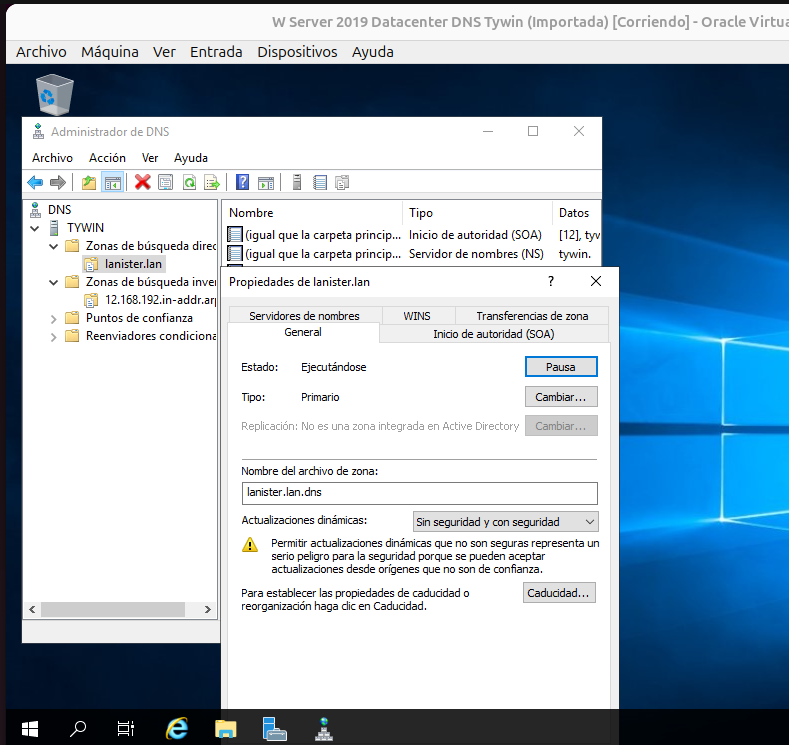 W Server 2019 Datacenter DNS Tywin (Importada) [Corriendo] - Oracle Virtua
Archivo Máquina Ver Entrada Dispositivos Ayuda
Administrador de DNS
Archivo Acción Ver Ayuda
DNS
TYWIN
Zonas de búsqueda direc
lanister.lan
Zonas de búsqueda inver
12.168.192.in-addr.arp
Puntos de confianza
Reenviadores condiciona
Nombre Tipo Datos
(igual que la carpeta princip... Inicio de autoridad (SOA) [12], tyw
(igual que la carpeta princip... Servidor de nombres (NS) tywin.
Propiedades de lanister.lan ?
Servidores de nombres WINS Transferencias de zona
General Inicio de autoridad (SOA)
Estado: Ejecutándose Pausa
Tipo: Primario Cambiar...
Replicación: No es una zona integrada en Active Directory Cambiar...
Nombre del archivo de zona:
lanister.lan.dns
Actualizaciones dinámicas: Sin seguridad y con seguridad
Permitir actualizaciones dinámicas que no son seguras representa un
serio peligro para la seguridad porque se pueden aceptar
actualizaciones desde orígenes que no son de confianza.
Para establecer las propiedades de caducidad o Caducidad...
reorganización haga clic en Caducidad.